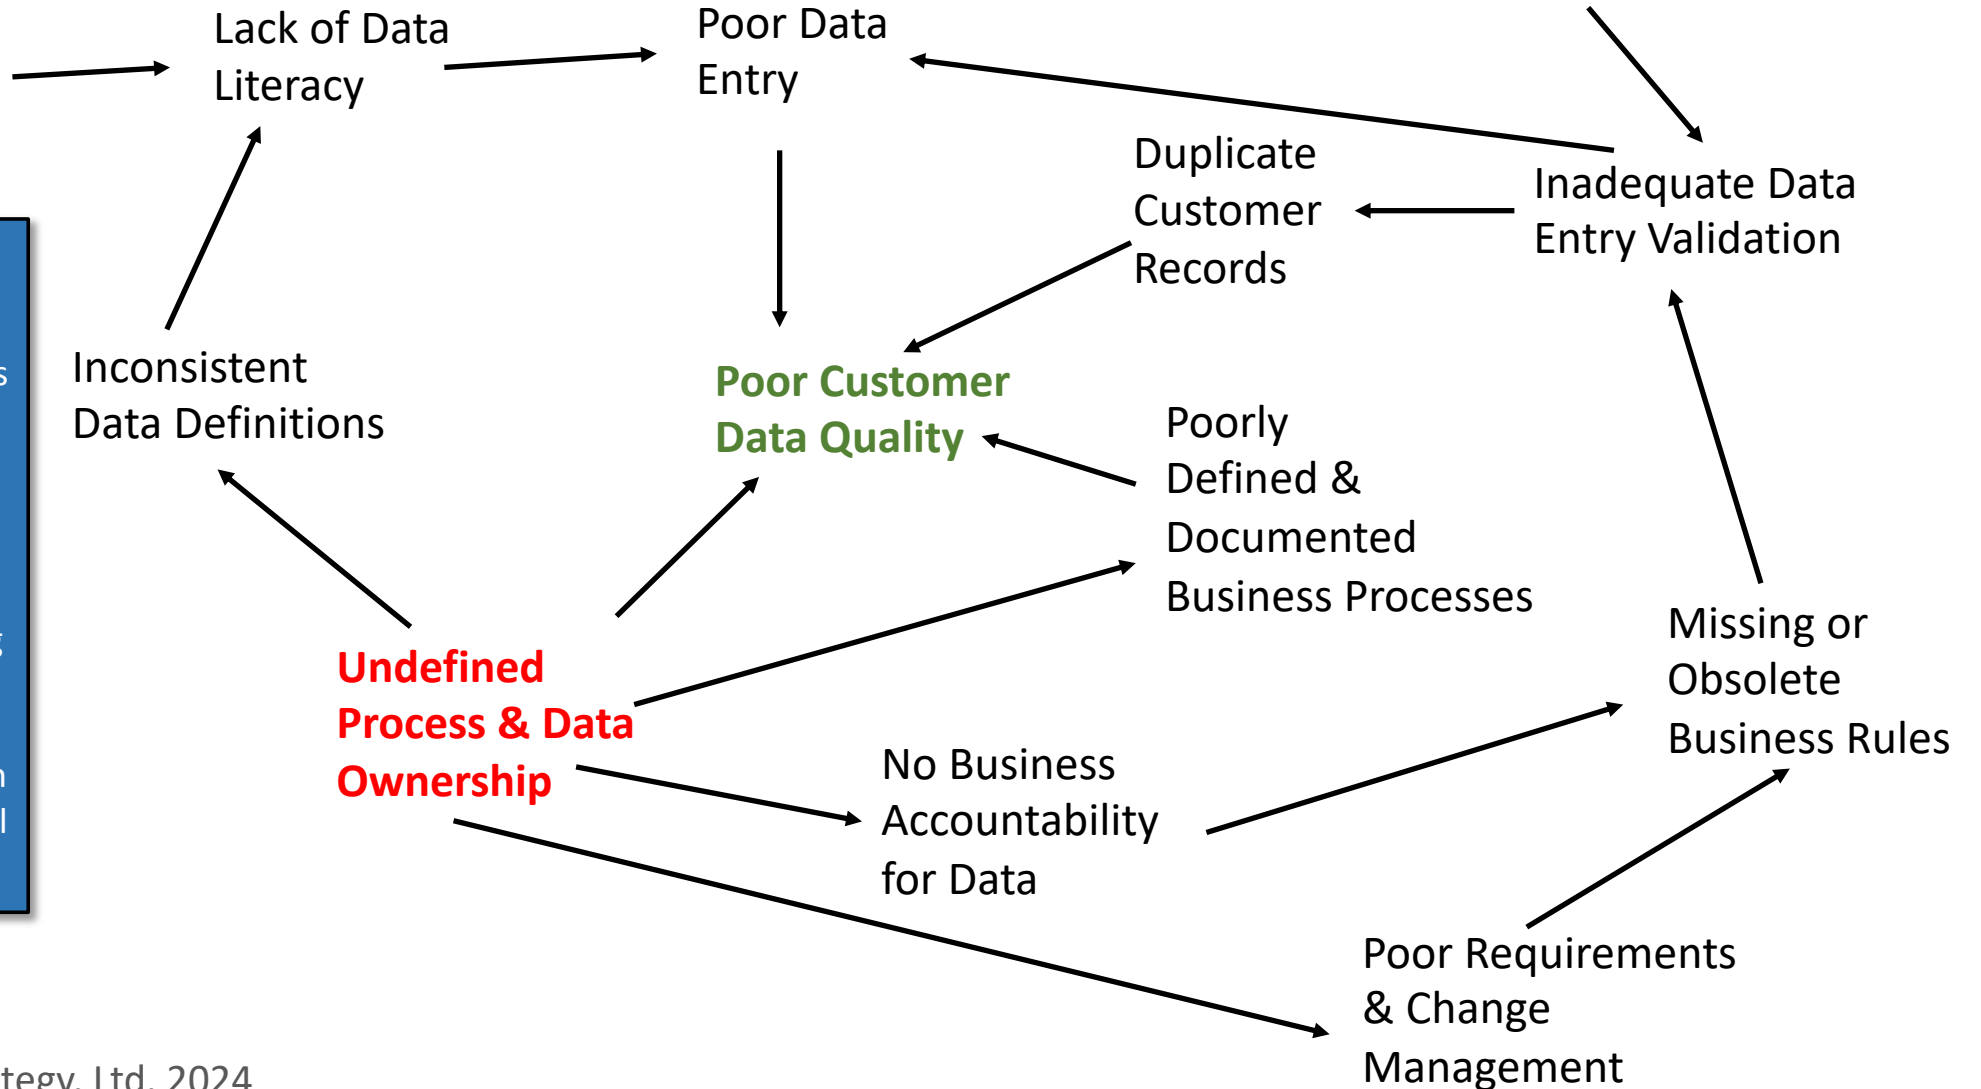 Lack of Data
Literacy
Poor Data
Entry
Duplicate
Customer
Records
Inadequate Data
Entry Validation
Inconsistent
Data Definitions
Poor Customer
Data Quality
Poorly
Defined &
Documented
Business Processes
Undefined
Process & Data
Ownership
No Business
Accountability
for Data
Missing or
Obsolete
Business Rules
Poor Requirements
& Change
Management
Ltd. 2024